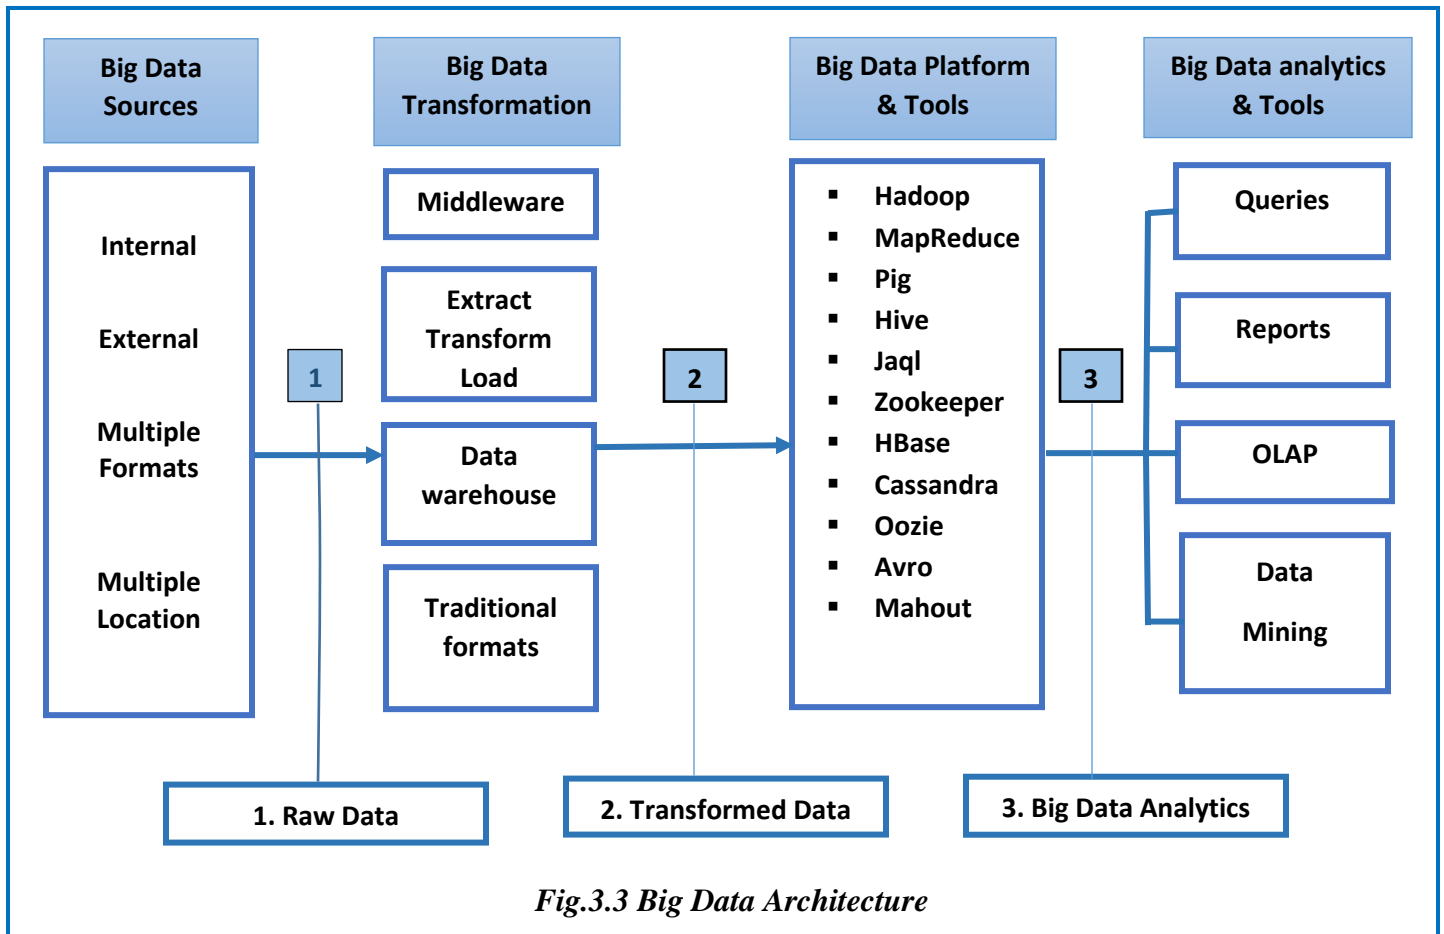 Big Data
Sources
Big Data
Transformation
Big Data Platform
& Tools
Big Data analytics
& Tools
Internal
External
Multiple
Formats
Multiple
Location
1
Middleware
Extract
Transform
Load
Data
warehouse
Traditional
formats
2
▪ Hadoop
▪ MapReduce
▪ Pig
▪ Hive
▪ Jaql
▪ Zookeeper
▪ HBase
▪ Cassandra
▪ Oozie
▪ Avro
▪ Mahout
3
Queries
Reports
OLAP
Data
Mining
1. Raw Data
2. Transformed Data
3. Big Data Analytics
Fig.3.3 Big Data Architecture